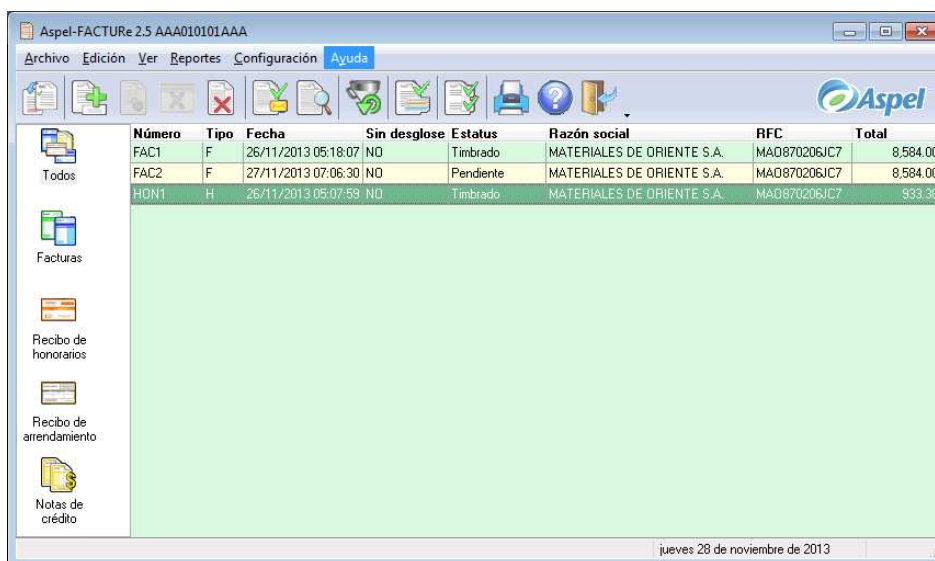 Aspel-FACTURe 2.5 AAA010101AAA
Archivo Edición Ver Reportes Configuración Ayuda
Aspel
Número Tipo Fecha Sin desglose Estatus Razón social RFC Total
FAC1 F 26/11/2013 05:18:07 NO Timbrado MATERIALES DE ORIENTE S.A. MAO870206JC7 8,584.00
FAC2 F 27/11/2013 07:06:30 NO Pendiente MATERIALES DE ORIENTE S.A. MAO870206JC7 8,584.00
HON1 H 26/11/2013 05:07:59 NO Timbrado MATERIALES DE ORIENTE S.A. MAO870206JC7 933.30
Todos
Facturas
Recibo de
honorarios
Recibo de
arrendamiento
Notas de
crédito
jueves 28 de noviembre de 2013